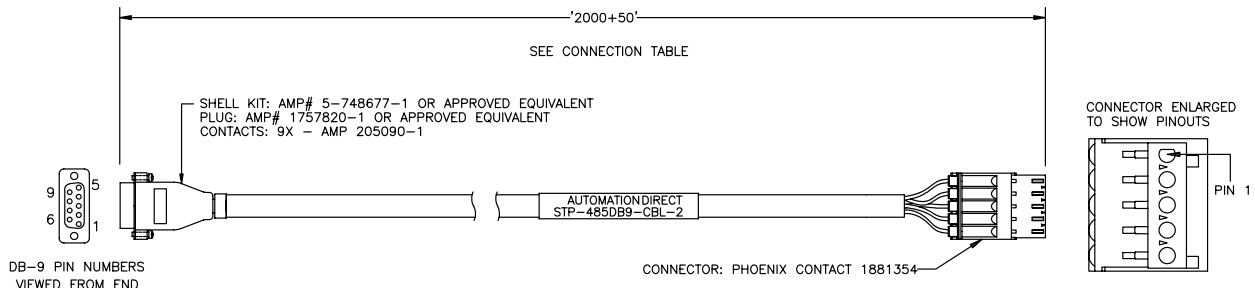 '2000+50'
SEE CONNECTION TABLE
SHELL KIT: AMP# 5-748677-1 OR APPROVED EQUIVALENT
PLUG: AMP# 1757820-1 OR APPROVED EQUIVALENT
CONTACTS: 9X - AMP 205090-1
CONNECTOR ENLARGED
TO SHOW PINOUTS
9
5
6
1
AUTOMATION DIRECT
STP-485DB9-CBL-2
PIN 1
DB-9 PIN NUMBERS
VIEWED FROM END
CONNECTOR: PHOENIX CONTACT 1881354